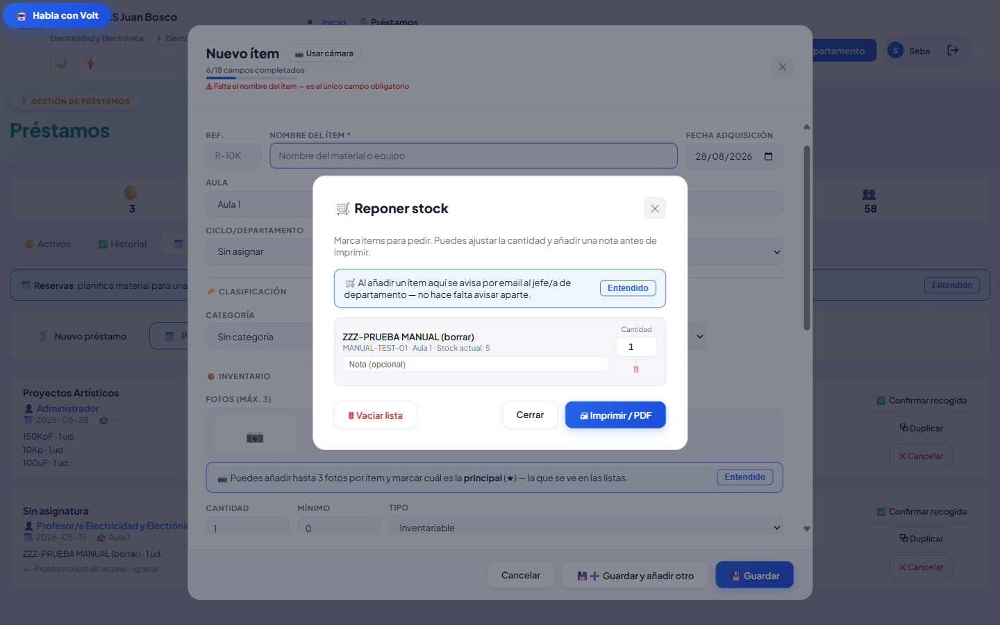 Habla con Volt
S Juan Bosco
Electricidad y Electrónica
Electr
Inicio
Préstamos
partamento
S
Seba
GESTIÓN DE PRÉSTAMOS
Préstamos
3
58
Activos
Historial
Reservas: planifica material para una
Entendido
Nuevo préstamo
P
Proyectos Artísticos
Administrador
2026-08-28 —
150KpF · 1 ud.
10Kp · 1 ud.
100uF · 1 ud.
Confirmar recogida
Duplicar
Cancelar
Sin asignatura
Profesor/a Electricidad y Electróni
2026-08-31 Aula 1
ZZZ-PRUEBA MANUAL (borrar) · 1 ud.
Prueba manual de usuario - ignorar
Confirmar recogida
Duplicar
Cancelar
Nuevo ítem
Usar cámara
6/18 campos completados
⚠ Falta el nombre del ítem — es el único campo obligatorio
REF.
NOMBRE DEL ÍTEM *
FECHA ADQUISICIÓN
R-10K
Nombre del material o equipo
28/08/2026
AULA
Aula 1
CICLO/DEPARTAMENTO
Sin asignar
CLASIFICACIÓN
CATEGORÍA
Sin categoría
INVENTARIO
FOTOS (MÁX. 3)
Puedes añadir hasta 3 fotos por ítem y marcar cuál es la principal (★) — la que se ve en las listas.
Entendido
CANTIDAD
MÍNIMO
TIPO
1
0
Inventariable
Cancelar
Guardar y añadir otro
Guardar
Reponer stock
Marca ítems para pedir. Puedes ajustar la cantidad y añadir una nota antes de
imprimir.
Al añadir un ítem aquí se avisa por email al jefe/a de
departamento — no hace falta avisar aparte.
Entendido
ZZZ-PRUEBA MANUAL (borrar)
MANUAL-TEST-01 · Aula 1 · Stock actual: 5
Nota (opcional)
Cantidad
1
Vaciar lista
Cerrar
Imprimir / PDF